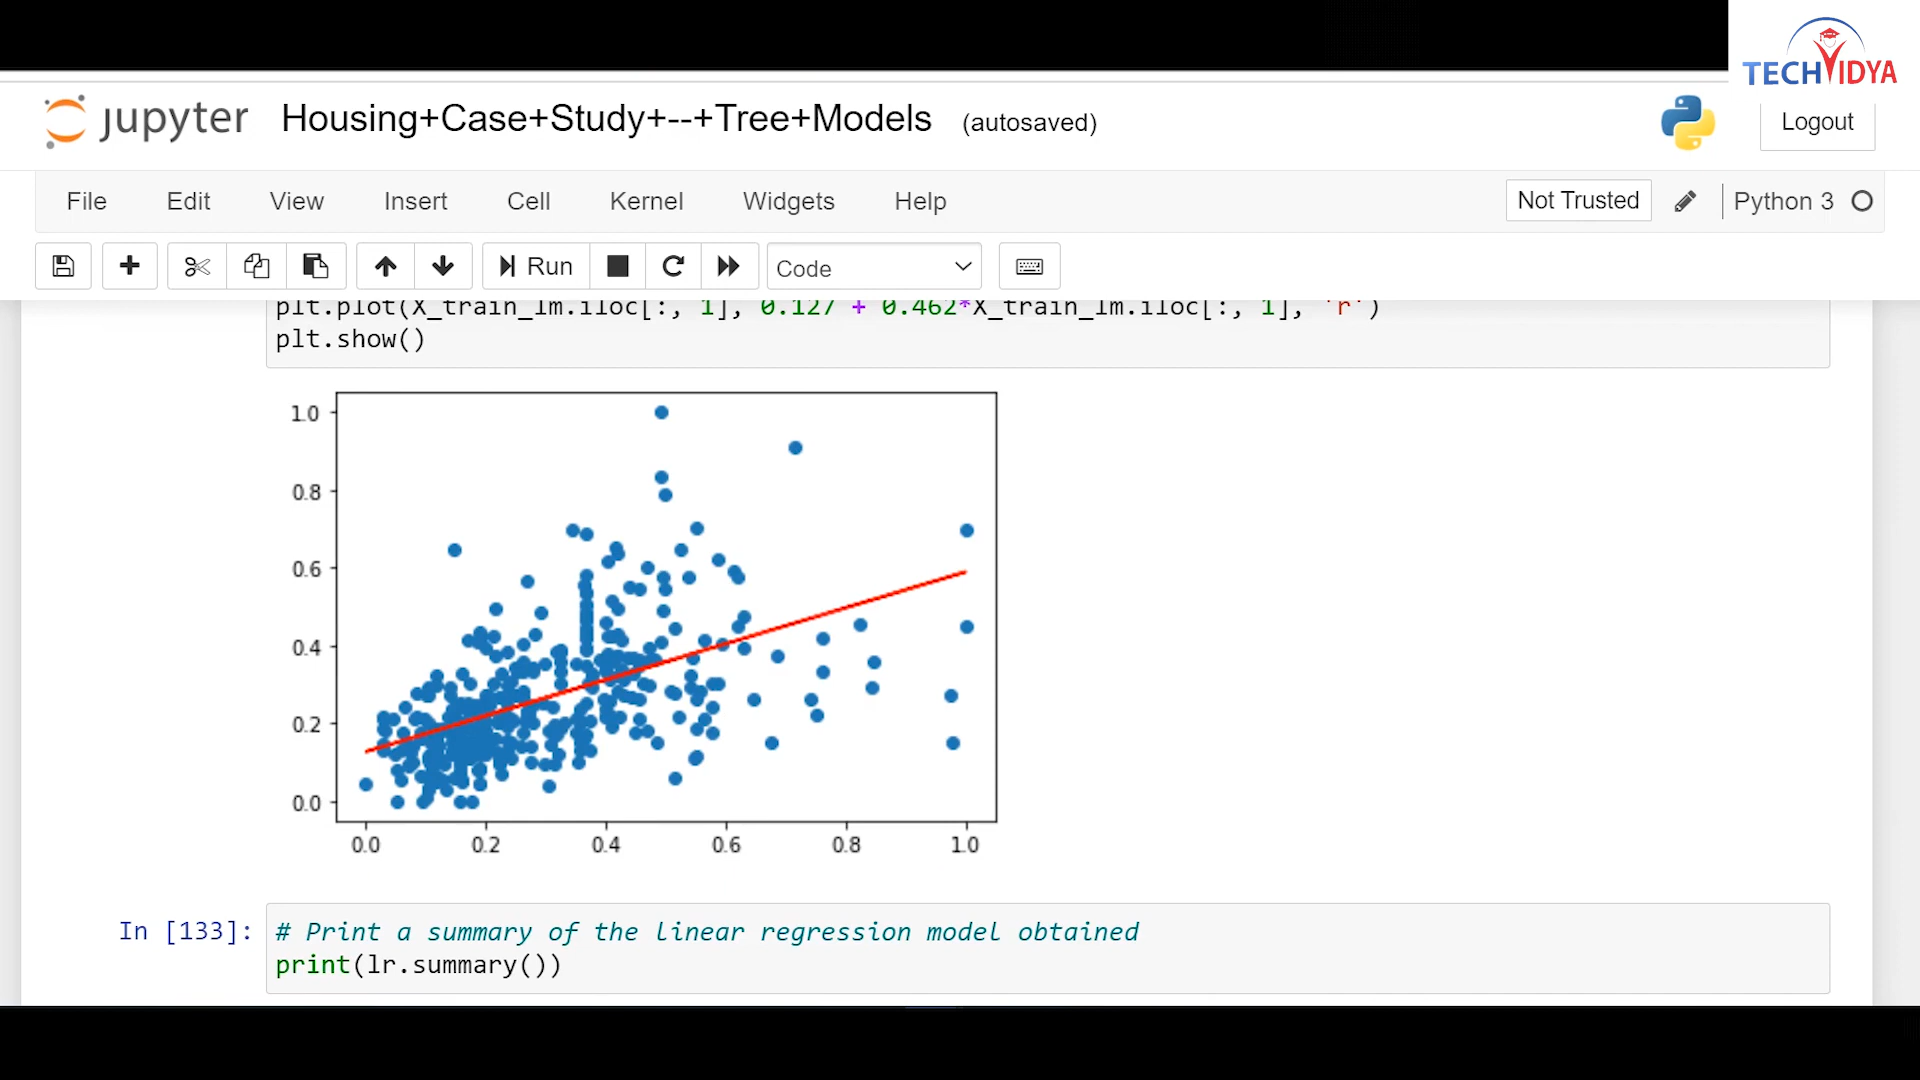 TECHVIDYA
jupyter Housing+Case+Study+--+Tree+Models (autosaved)
Logout
File Edit View Insert Cell Kernel Widgets Help Not Trusted Python 3
Run Code
plt.plot(X_train_lm.iloc[:, 1], 0.127 + 0.462*X_train_lm.iloc[:, 1], 'r')
plt.show()
1.0
0.8
0.6
0.4
0.2
0.0
0.0 0.2 0.4 0.6 0.8 1.0
In [133]: # Print a summary of the linear regression model obtained
print(lr.summary())